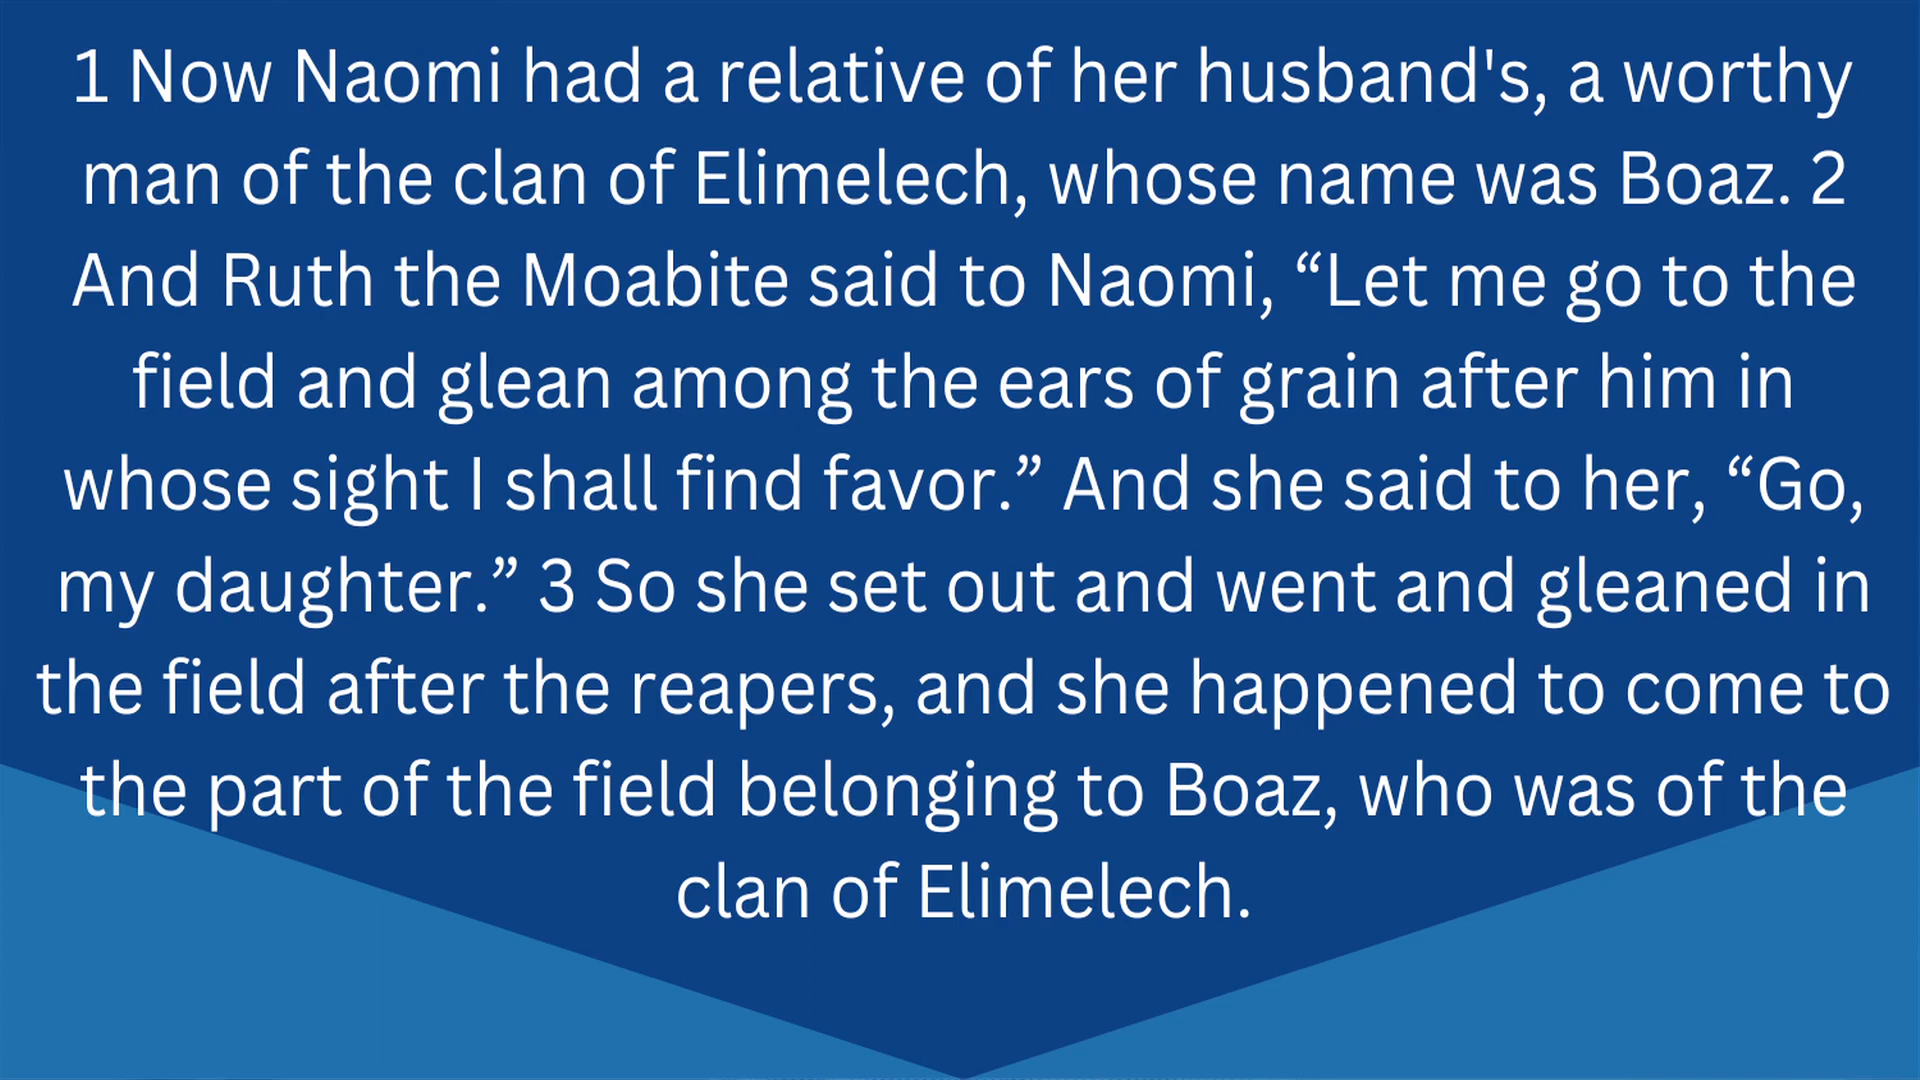 1 Now Naomi had a relative of her husband's, a worthy
man of the clan of Elimelech, whose name was Boaz. 2
And Ruth the Moabite said to Naomi, “Let me go to the
field and glean among the ears of grain after him in
whose sight I shall find favor.” And she said to her, “Go,
my daughter.” 3 So she set out and went and gleaned in
the field after the reapers, and she happened to come to
the part of the field belonging to Boaz, who was of the
clan of Elimelech.